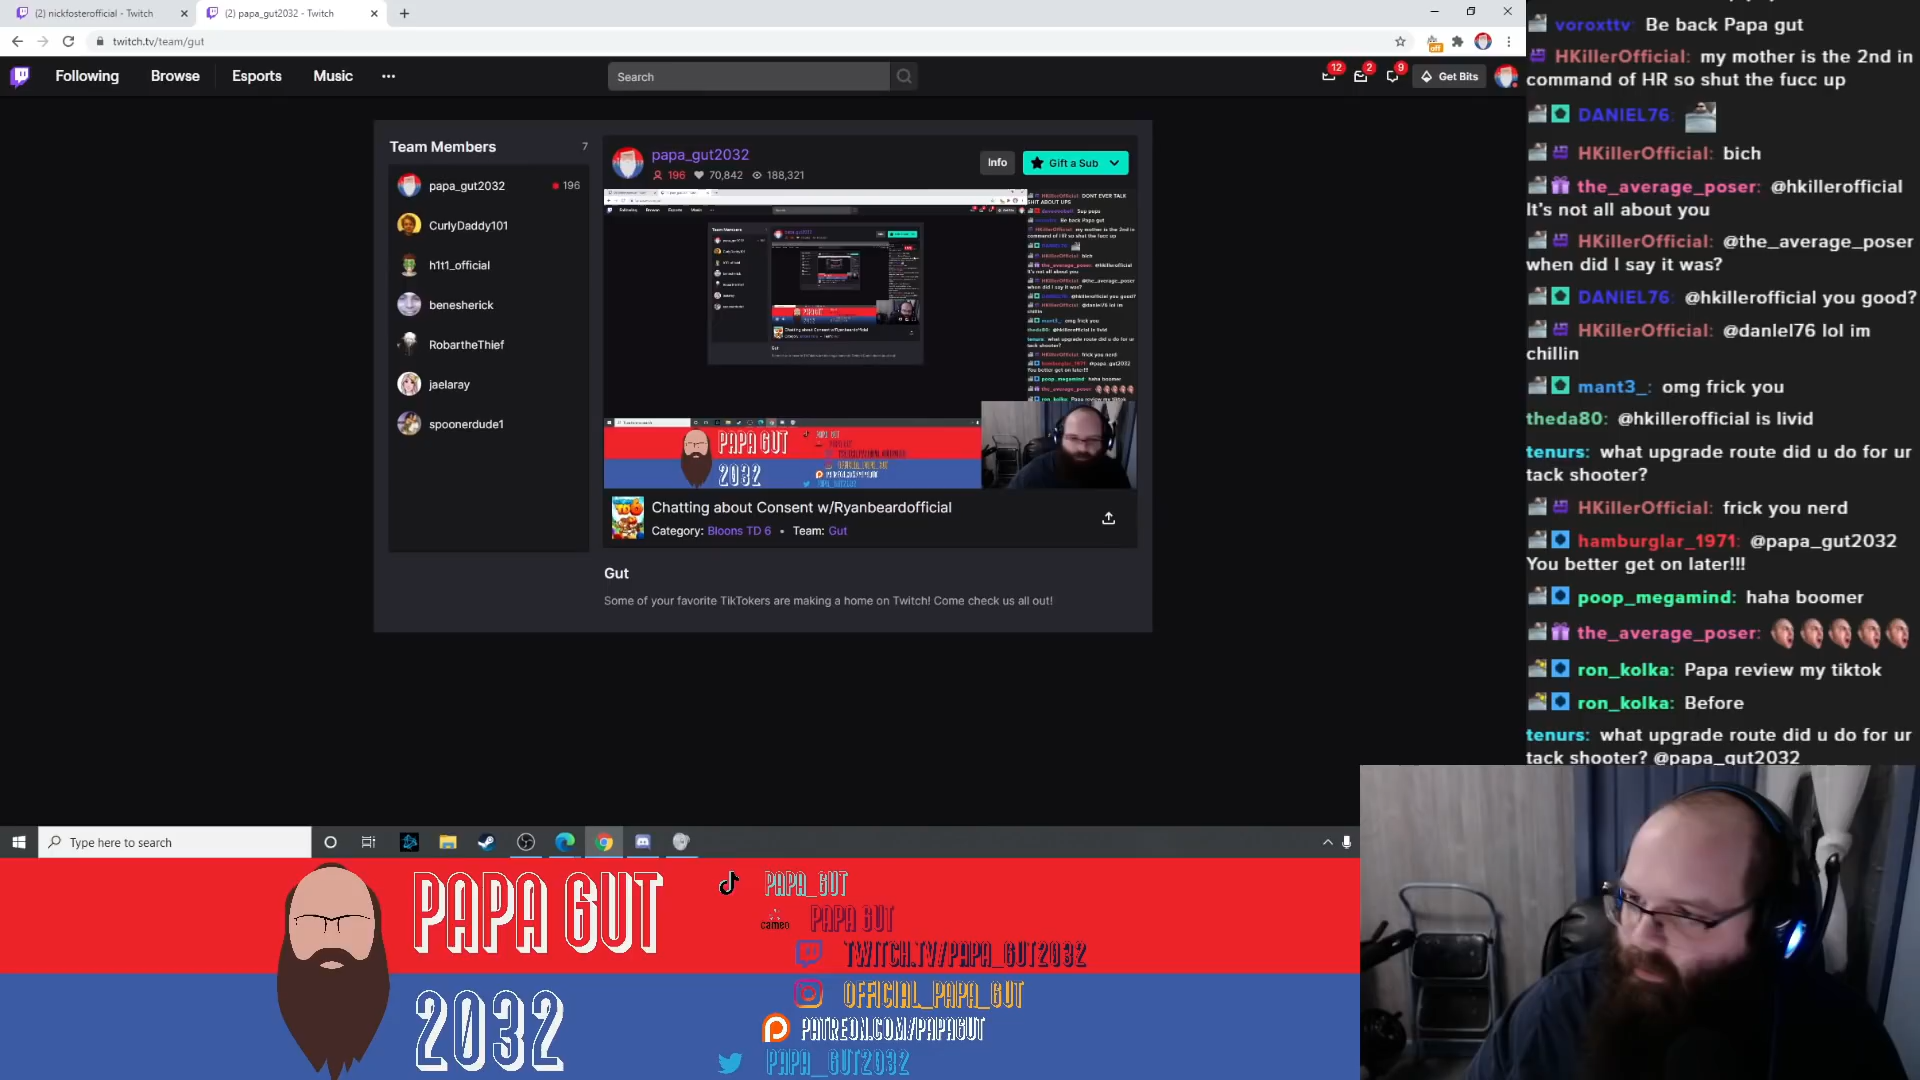 (2) nickfosterofficial - Twitch
(2) papa_gut2032 - Twitch
twitch.tv/team/gut
off
Following
Browse
Esports
Music
Search
12
2
9
Get Bits
Team Members
7
papa_gut2032
196
CurlyDaddy101
h1t1_official
benesherick
RobartheThief
jaelaray
spoonerdude1
papa_gut2032
196
70,842
188,321
Info
Gift a Sub
PAPA GUT
2032
Chatting about Consent w/Ryanbeardofficial
Category: Bloons TD 6 • Team: Gut
Gut
Some of your favorite TikTokers are making a home on Twitch! Come check us all out!
voroxttv: Be back Papa gut
HKillerOfficial: my mother is the 2nd in
command of HR so shut the fucc up
DANIEL76:
HKillerOfficial: bich
the_average_poser: @hkillerofficial
It's not all about you
HKillerOfficial: @the_average_poser
when did I say it was?
DANIEL76: @hkillerofficial you good?
HKillerOfficial: @danlel76 lol im
chillin
mant3_: omg frick you
theda80: @hkillerofficial is livid
tenurs: what upgrade route did u do for ur
tack shooter?
HKillerOfficial: frick you nerd
hamburglar_1971: @papa_gut2032
You better get on later!!!
poop_megamind: haha boomer
the_average_poser:
ron_kolka: Papa review my tiktok
ron_kolka: Before
tenurs: what upgrade route did u do for ur
tack shooter? @papa_gut2032
Type here to search
PAPA GUT
2032
PAPA_GUT
cameo
PAPA GUT
TWITCH.TV/PAPA_GUT2032
OFFICIAL_PAPA_GUT
PATREON.COM/PAPAGUT
PAPA_GUT2032